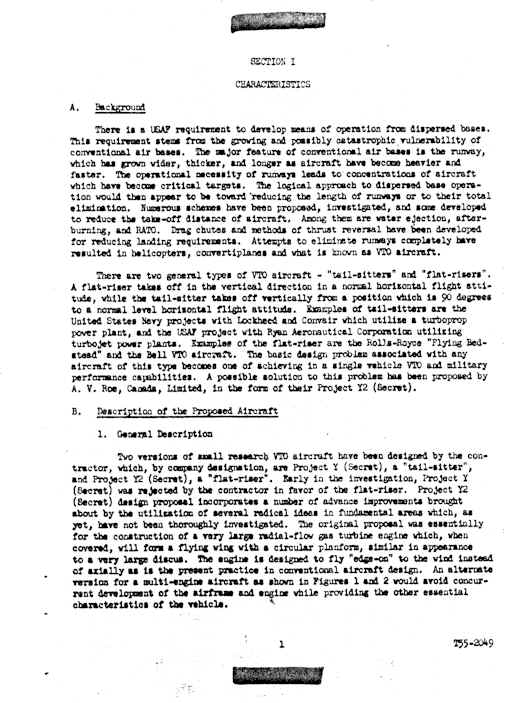 SECTION I
CHARACTERISTICS
A. Background
There is a USAF requirement to develop means of operation from dispersed bases.
This requirement stems from the growing and possibly catastrophic vulnerability of
conventional air bases. The major feature of conventional air bases is the runway,
which has grown wider, thicker, and longer as aircraft have become heavier and
faster. The operational necessity of runways leads to concentrations of aircraft
which have become critical targets. The logical approach to dispersed base opera-
tion would then appear to be toward reducing the length of runways or to their total
elimination. Numerous schemes have been proposed, investigated, and some developed
to reduce the take-off distance of aircraft. Among them are water ejection, after-
burning, and RATO. Drag chutes and methods of thrust reversal have been developed
for reducing landing requirements. Attempts to eliminate runways completely have
resulted in helicopters, convertiplanes and what is known as VTO aircraft.
There are two general types of VTO aircraft - "tail-sitters" and "flat-risers".
A flat-riser takes off in the vertical direction in a normal horizontal flight atti-
tude, while the tail-sitter takes off vertically from a position which is 90 degrees
to a normal level horizontal flight attitude. Examples of tail-sitters are the
United States Navy projects with Lockheed and Convair which utilize a turboprop
power plant, and the USAF project with Ryan Aeronautical Corporation utilizing
turbojet power plants. Examples of the flat-riser are the Rolls-Royce "Flying Bed-
stead" and the Bell VTO aircraft. The basic design problem associated with any
aircraft of this type becomes one of achieving in a single vehicle VTO and military
performance capabilities. A possible solution to this problem has been proposed by
A. V. Roe, Canada, Limited, in the form of their Project Y2 (Secret).
B. Description of the Proposed Aircraft
1. General Description
Two versions of small research VTO aircraft have been designed by the con-
tractor, which, by company designation, are Project Y (Secret), a "tail-sitter",
and Project Y2 (Secret), a "flat-riser". Early in the investigation, Project Y
(Secret) was rejected by the contractor in favor of the flat-riser. Project Y2
(Secret) design proposal incorporates a number of advance improvements brought
about by the utilization of several radical ideas in fundamental areas which, as
yet, have not been thoroughly investigated. The original proposal was essentially
for the construction of a very large radial-flow gas turbine engine which, when
covered, will form a flying wing with a circular planform, similar in appearance
to a very large discus. The engine is designed to fly "edge-on" to the wind instead
of axially as is the present practice in conventional aircraft design. An alternate
version for a multi-engine aircraft as shown in Figures 1 and 2 would avoid concur-
rent development of the airframe and engine while providing the other essential
characteristics of the vehicle.
1
T55-2049